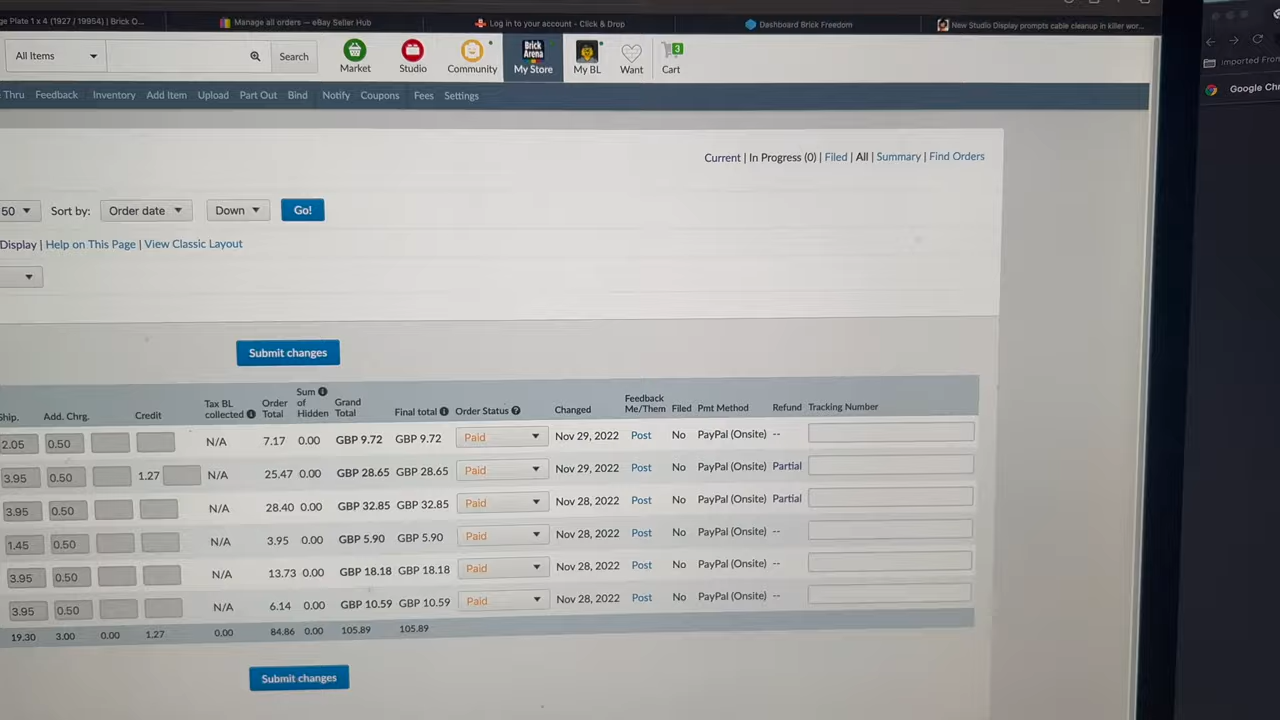 ge Plate 1 x 4 (1927 / 19954) | Brick O...
Manage all orders – eBay Seller Hub
Log in to your account - Click & Drop
Dashboard Brick Freedom
New Studio Display prompts cable cleanup in killer wor...
All Items
Search
Market
Studio
Community
Brick Arena
My Store
My BL
Want
3
Cart
Imported From
Thru Feedback Inventory Add Item Upload Part Out Bind Notify Coupons Fees Settings
Google Chr
Current | In Progress (0) | Filed | All | Summary | Find Orders
50 Sort by: Order date Down Go!
Display | Help on This Page | View Classic Layout
Submit changes
Ship. Add. Chrg. Credit Tax BL collected Order Total Sum of Hidden Grand Total Final total Order Status Changed Feedback Me/Them Filed Pmt Method Refund Tracking Number
2.05 0.50 N/A 7.17 0.00 GBP 9.72 GBP 9.72 Paid Nov 29, 2022 Post No PayPal (Onsite) --
3.95 0.50 1.27 N/A 25.47 0.00 GBP 28.65 GBP 28.65 Paid Nov 29, 2022 Post No PayPal (Onsite) Partial
3.95 0.50 N/A 28.40 0.00 GBP 32.85 GBP 32.85 Paid Nov 28, 2022 Post No PayPal (Onsite) Partial
1.45 0.50 N/A 3.95 0.00 GBP 5.90 GBP 5.90 Paid Nov 28, 2022 Post No PayPal (Onsite) --
3.95 0.50 N/A 13.73 0.00 GBP 18.18 GBP 18.18 Paid Nov 28, 2022 Post No PayPal (Onsite) --
3.95 0.50 N/A 6.14 0.00 GBP 10.59 GBP 10.59 Paid Nov 28, 2022 Post No PayPal (Onsite) --
19.30 3.00 0.00 1.27 0.00 84.86 0.00 105.89 105.89
Submit changes